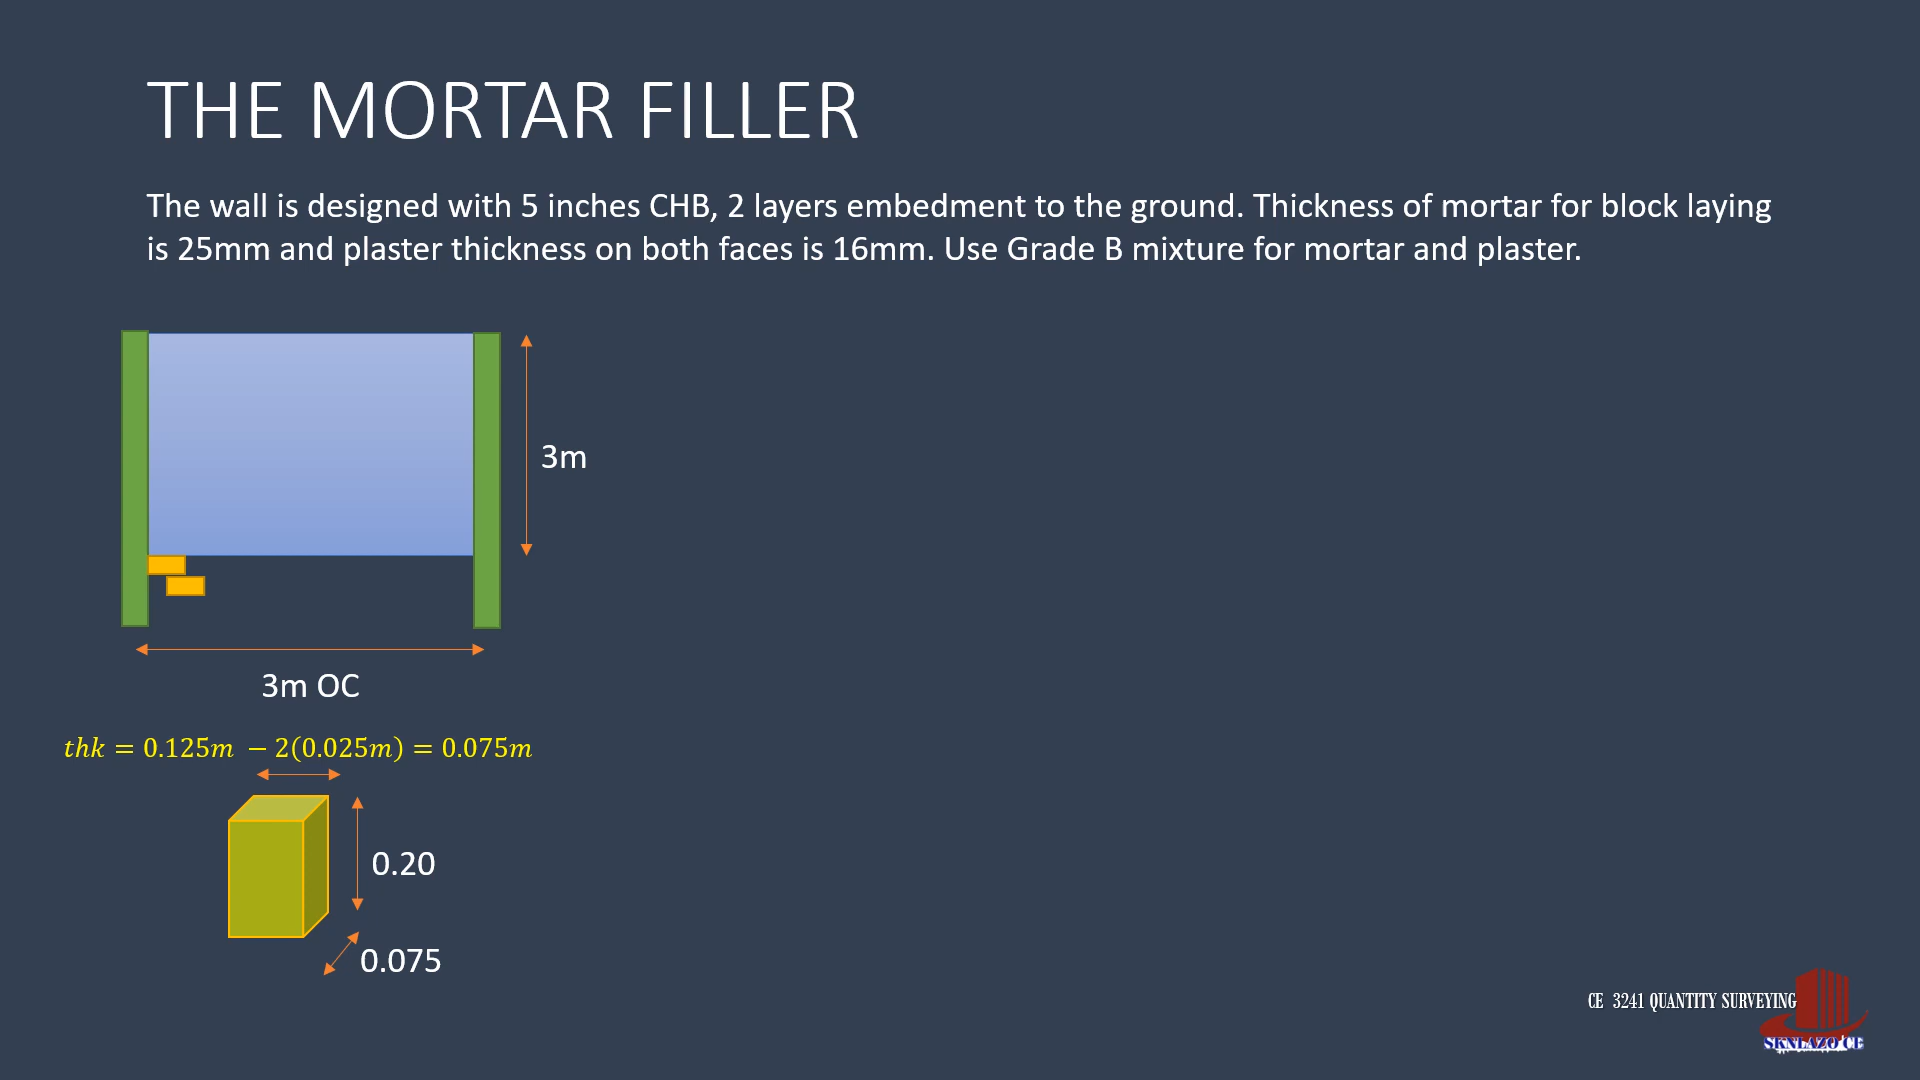 THE MORTAR FILLER
The wall is designed with 5 inches CHB, 2 layers embedment to the ground. Thickness of mortar for block laying
is 25mm and plaster thickness on both faces is 16mm. Use Grade B mixture for mortar and plaster.
3m
3m OC
thk = 0.125m − 2(0.025m) = 0.075m
0.20
0.075
CE 3241 QUANTITY SURVEYING
SKNLAZO CE